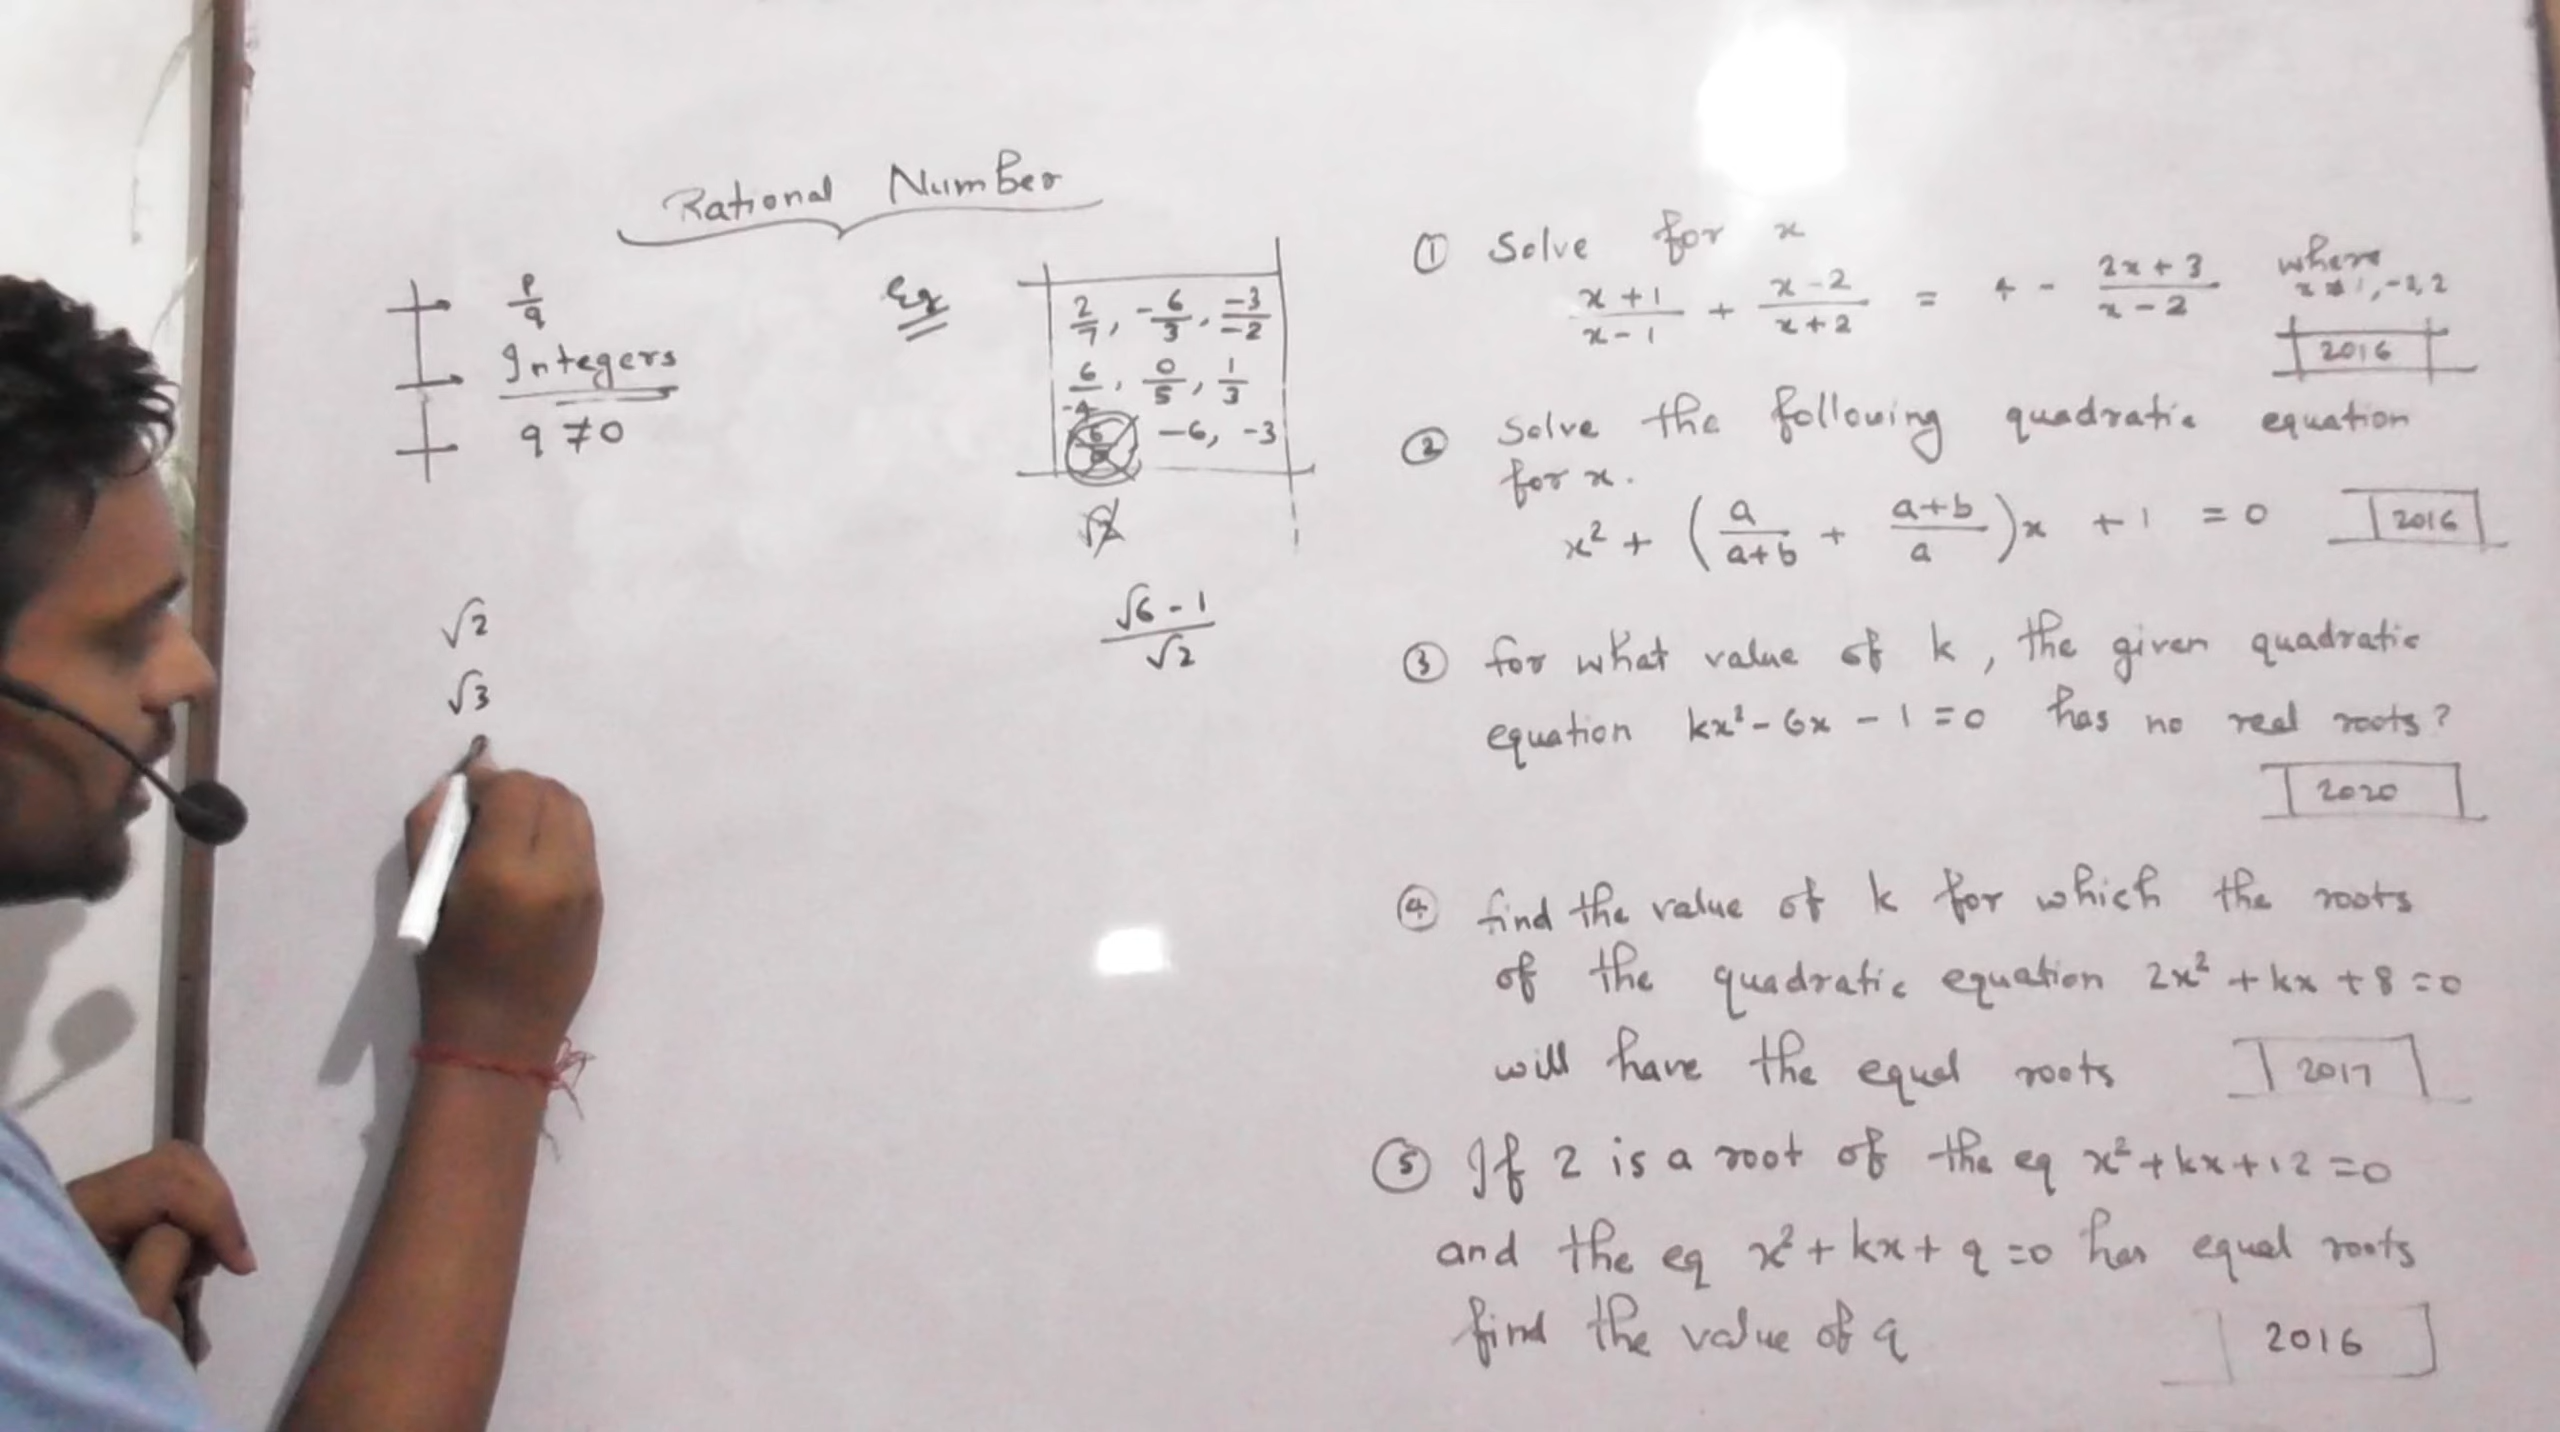 Rational Number
p/q
Integers
q ≠ 0
Ex
2/7, -6/3, -3/-2
6/-4, 0/5, 1/3
-6, -3
√2
√6 - 1 / √2
√2
√3
① Solve for x
x+1/x-1 + x-2/x+2 = 4 - 2x+3/x-2 where x ≠ 1, -2, 2
2016
② Solve the following quadratic equation
for x.
x² + (a/a+b + a+b/a)x + 1 = 0 2016
③ for what value of k, the given quadratic
equation kx² - 6x - 1 = 0 has no real roots?
2020
④ find the value of k for which the roots
of the quadratic equation 2x² + kx + 8 = 0
will have the equal roots 2017
⑤ If 2 is a root of the eq x² + kx + 12 = 0
and the eq x² + kx + q = 0 has equal roots
find the value of q 2016